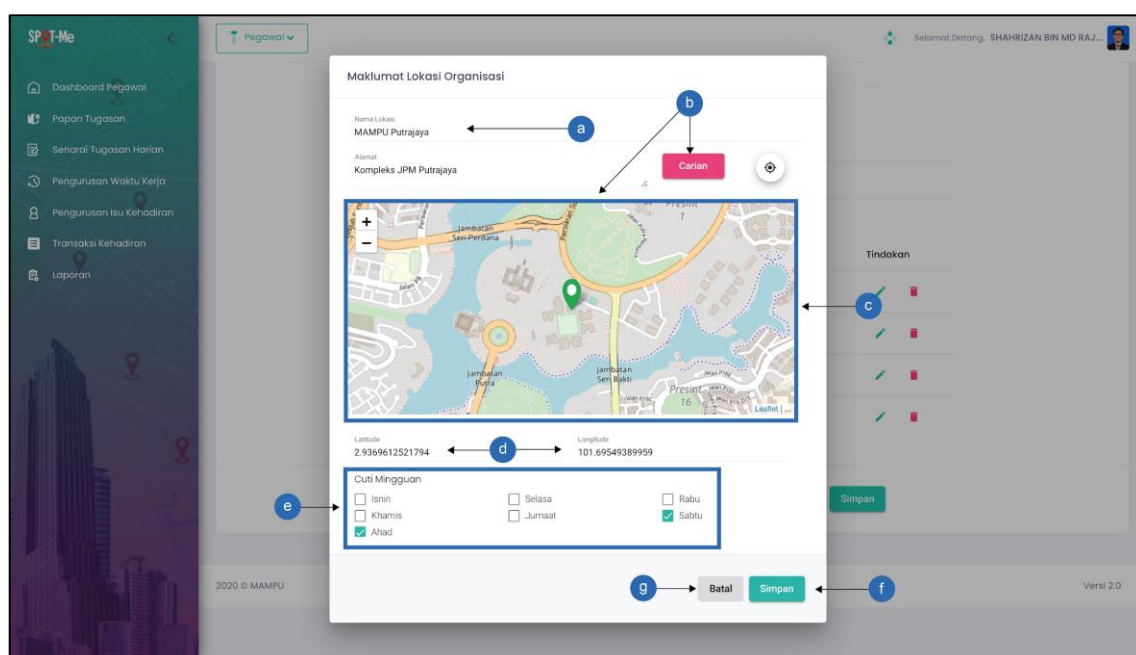 SPOT-Me
Pegawai
Selamat Datang, SHAHRIZAN BIN MD RAJ...
Dashboard Pegawai
Papan Tugasan
Senarai Tugasan Harian
Pengurusan Waktu Kerja
Pengurusan Isu Kehadiran
Transaksi Kehadiran
Laporan
Maklumat Lokasi Organisasi
b
Nama Lokasi
MAMPU Putrajaya
a
Alamat
Kompleks JPM Putrajaya
Carian
+
−
Presint
1
Jambatan
Seri Perdana
Jambatan
Putra
Jambatan
Seri Bakti
Presint
16
Leaflet | ...
c
Tindakan
Latitude
2.9369612521794
d
Longitude
101.69549389959
e
Cuti Mingguan
Isnin
Selasa
Rabu
Khamis
Jumaat
Sabtu
Ahad
Simpan
g
Batal
Simpan
f
2020 © MAMPU
Versi 2.0